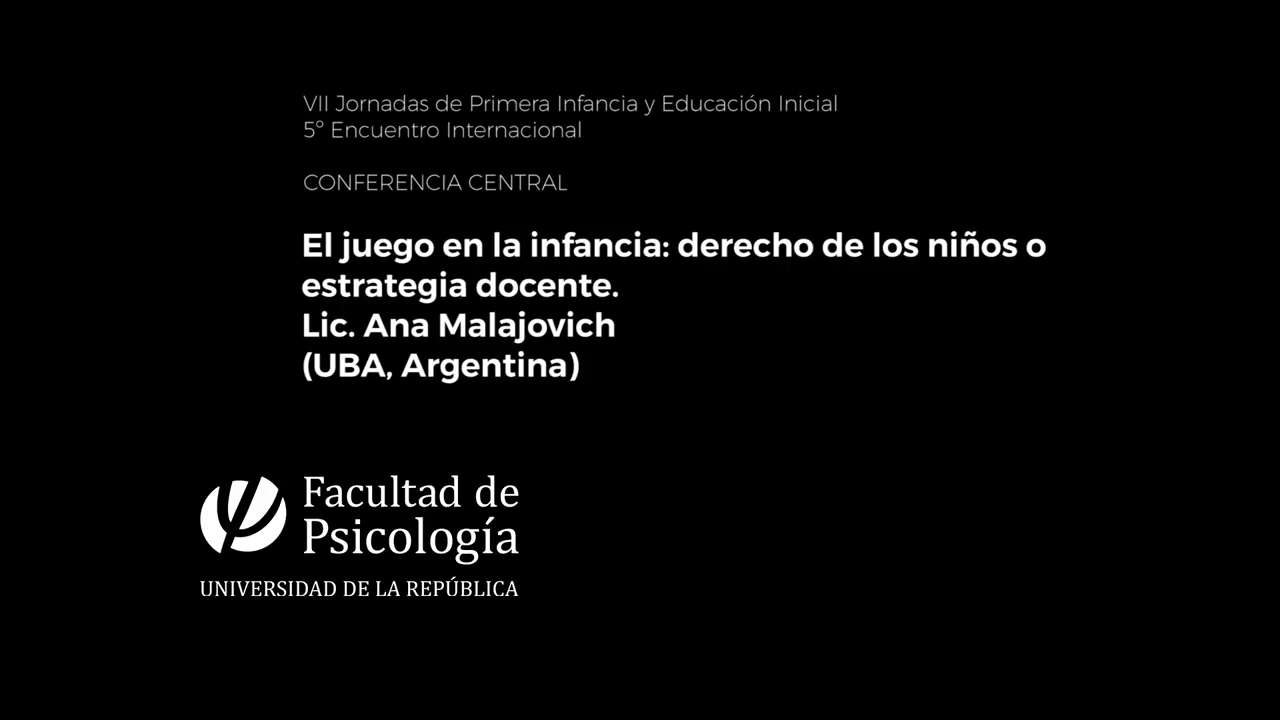 VII Jornadas de Primera Infancia y Educación Inicial
5º Encuentro Internacional
CONFERENCIA CENTRAL
El juego en la infancia: derecho de los niños o
estrategia docente.
Lic. Ana Malajovich
(UBA, Argentina)
Facultad de
Psicología
UNIVERSIDAD DE LA REPÚBLICA